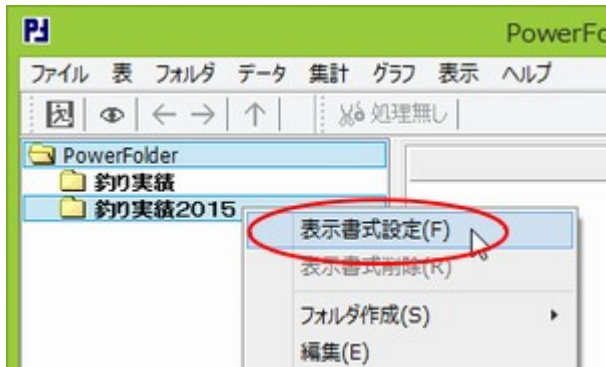 PowerFo
ファイル 表 フォルダ データ 集計 グラフ 表示 ヘルプ
処理無し
PowerFolder
釣り実績
釣り実績2015
表示書式設定(F)
表示書式削除(R)
フォルダ作成(S)
編集(E)